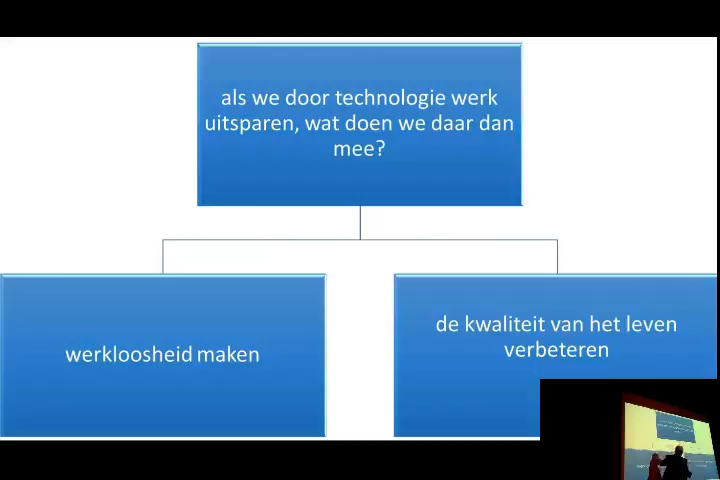 als we door technologie werk
uitsparen, wat doen we daar dan
mee?
werkloosheid maken
de kwaliteit van het leven
verbeteren